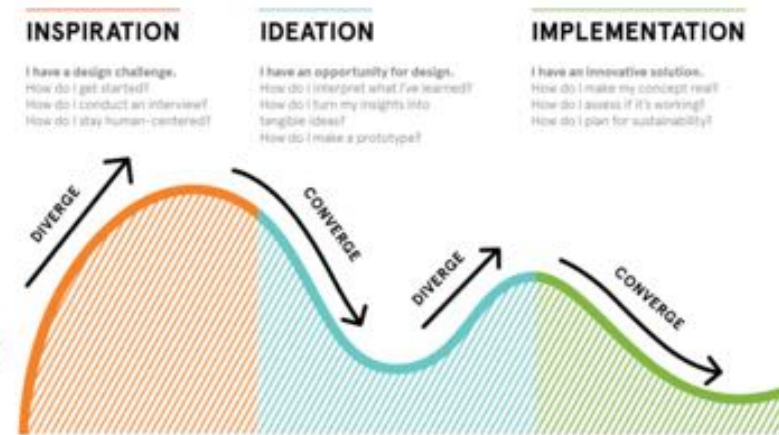 INSPIRATION
I have a design challenge.
How do I get started?
How do I conduct an interview?
How do I stay human-centered?
IDEATION
I have an opportunity for design.
How do I interpret what I've learned?
How do I turn my insights into
tangible ideas?
How do I make a prototype?
IMPLEMENTATION
I have an innovative solution.
How do I make my concept real?
How do I assess if it's working?
How do I plan for sustainability?
DIVERGE
CONVERGE
DIVERGE
CONVERGE